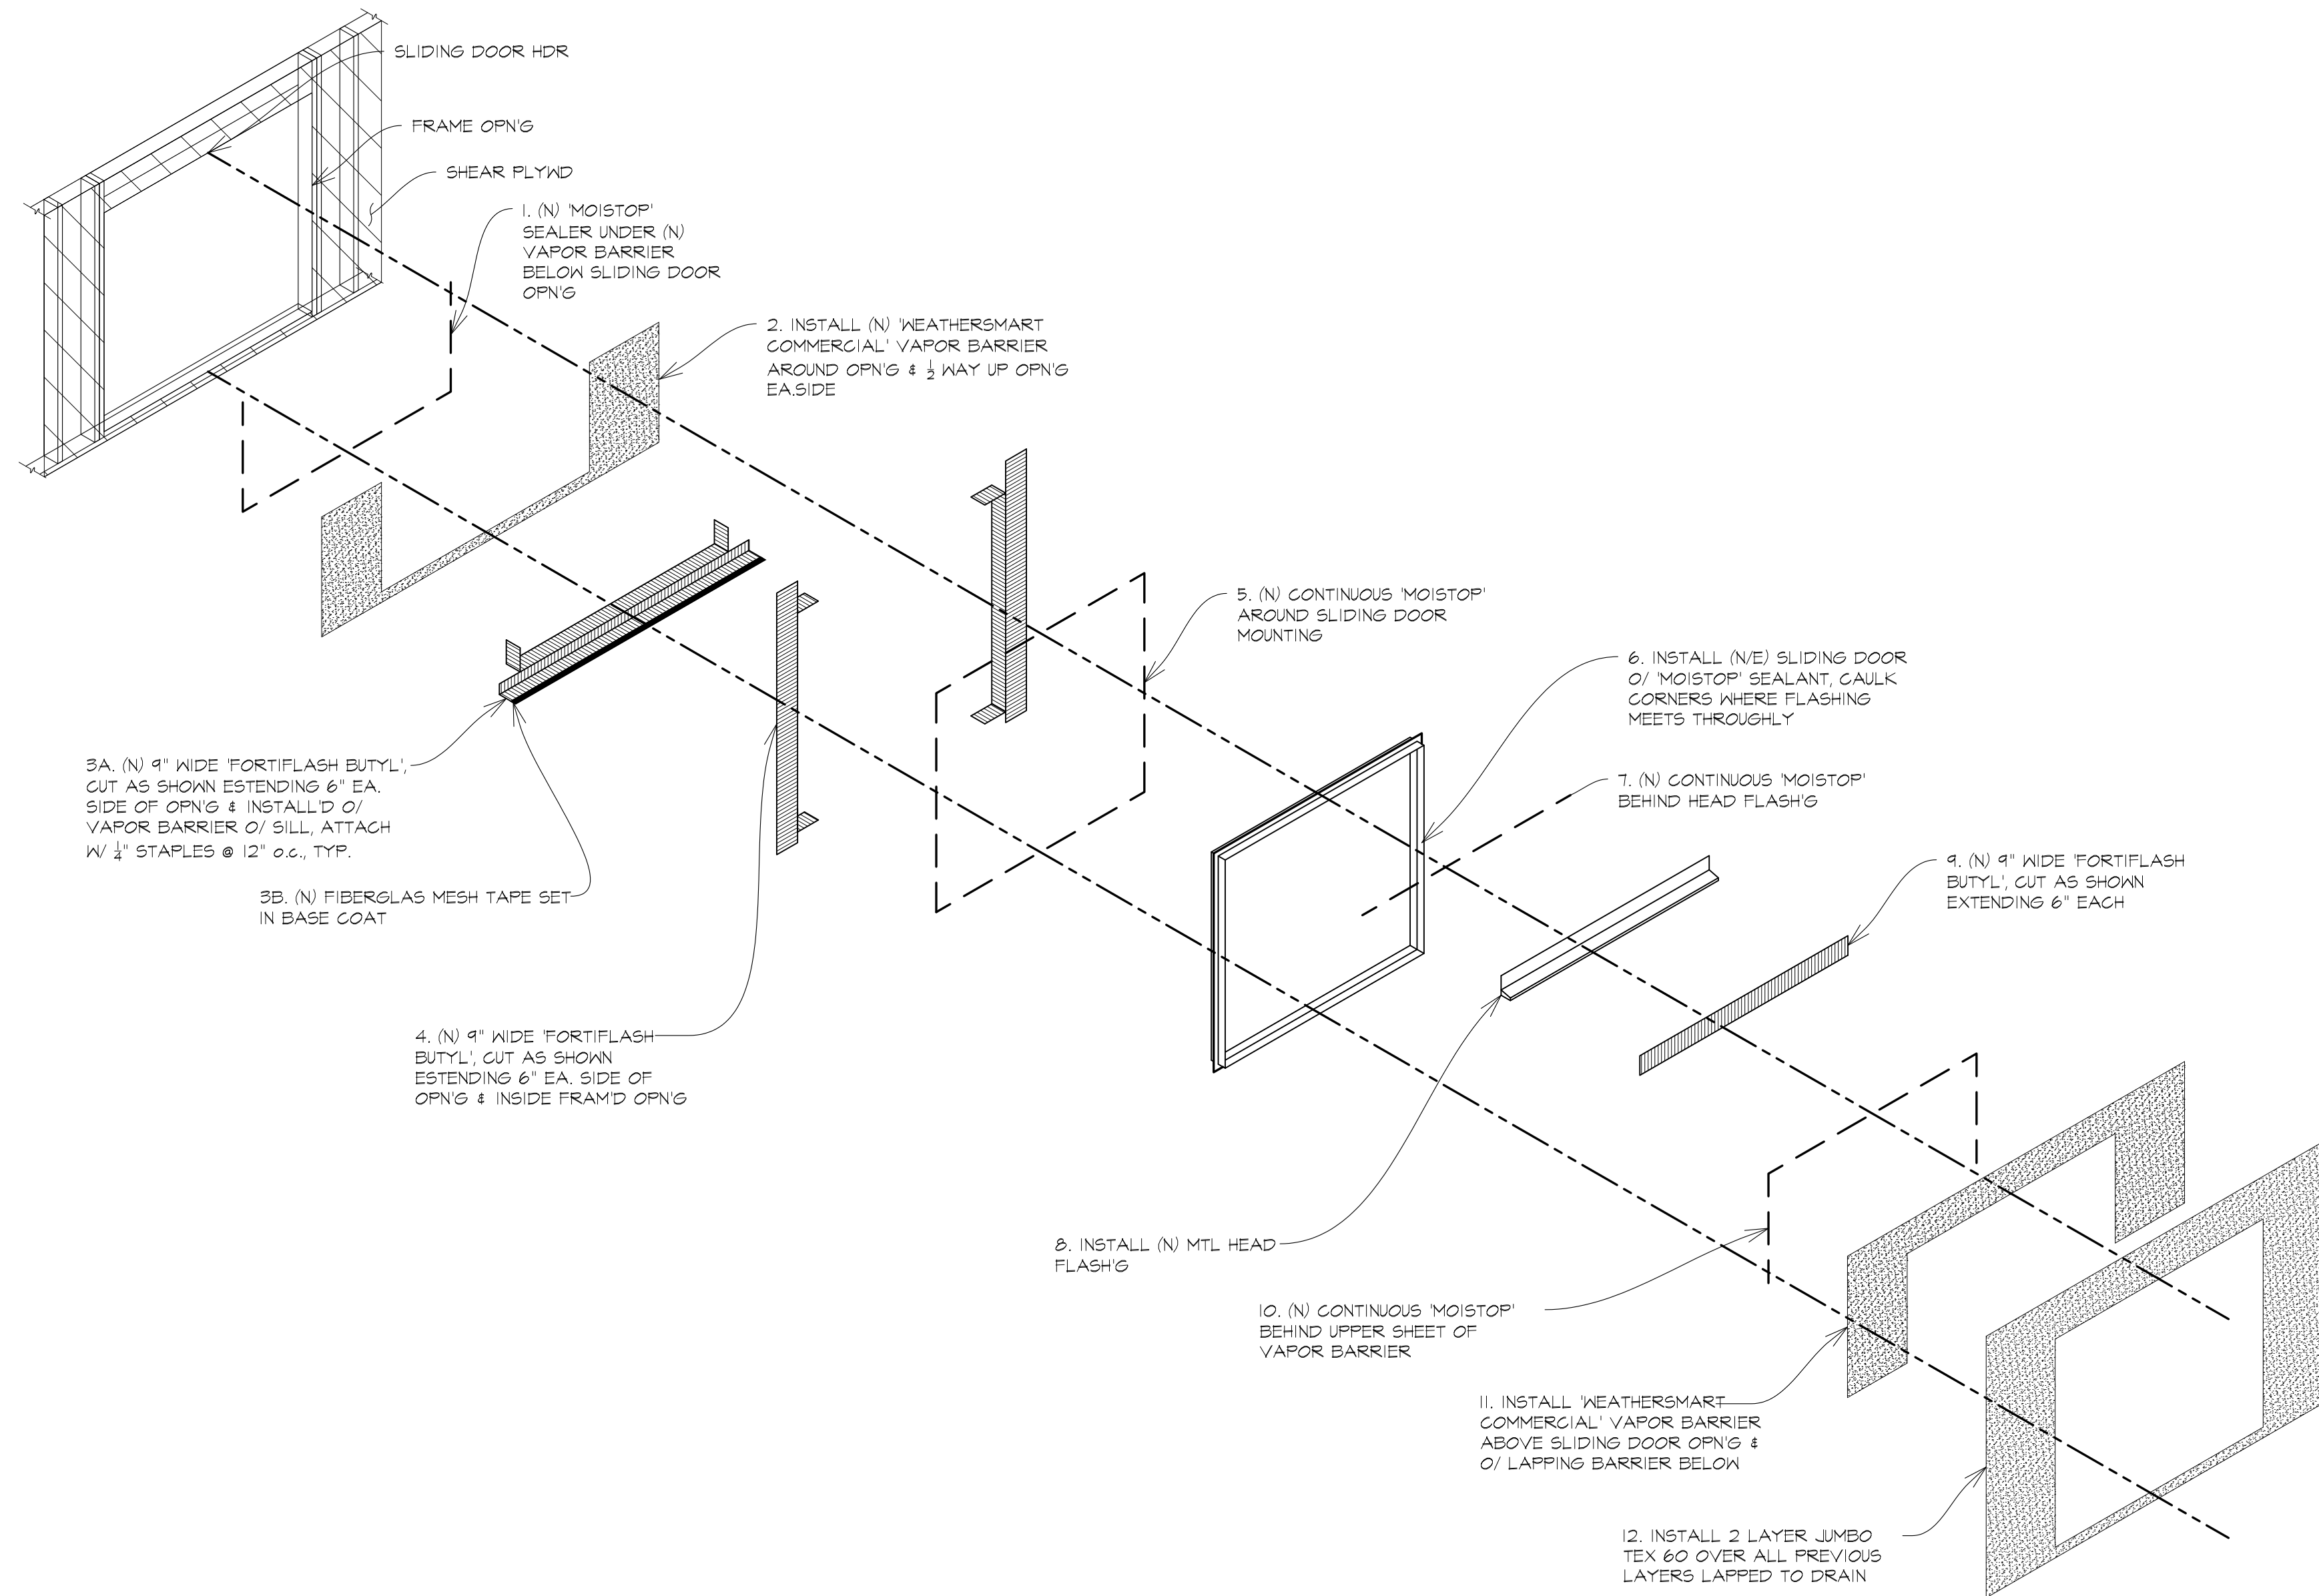 SLIDING DOOR HDR
FRAME OPN'G
SHEAR PLYWD
1. (N) 'MOISTOP'
SEALER UNDER (N)
VAPOR BARRIER
BELOW SLIDING DOOR
OPN'G
2. INSTALL (N) 'WEATHERSMART
COMMERCIAL' VAPOR BARRIER
AROUND OPN'G & ½ WAY UP OPN'G
EA.SIDE
3A. (N) 9" WIDE 'FORTIFLASH BUTYL',
CUT AS SHOWN ESTENDING 6" EA.
SIDE OF OPN'G & INSTALL'D O/
VAPOR BARRIER O/ SILL, ATTACH
W/ ¼" STAPLES @ 12" o.c., TYP.
3B. (N) FIBERGLAS MESH TAPE SET
IN BASE COAT
4. (N) 9" WIDE 'FORTIFLASH
BUTYL', CUT AS SHOWN
ESTENDING 6" EA. SIDE OF
OPN'G & INSIDE FRAM'D OPN'G
5. (N) CONTINUOUS 'MOISTOP'
AROUND SLIDING DOOR
MOUNTING
6. INSTALL (N/E) SLIDING DOOR
O/ 'MOISTOP' SEALANT, CAULK
CORNERS WHERE FLASHING
MEETS THROUGHLY
7. (N) CONTINUOUS 'MOISTOP'
BEHIND HEAD FLASH'G
8. INSTALL (N) MTL HEAD
FLASH'G
9. (N) 9" WIDE 'FORTIFLASH
BUTYL', CUT AS SHOWN
EXTENDING 6" EACH
10. (N) CONTINUOUS 'MOISTOP'
BEHIND UPPER SHEET OF
VAPOR BARRIER
11. INSTALL 'WEATHERSMART
COMMERCIAL' VAPOR BARRIER
ABOVE SLIDING DOOR OPN'G &
O/ LAPPING BARRIER BELOW
12. INSTALL 2 LAYER JUMBO
TEX 60 OVER ALL PREVIOUS
LAYERS LAPPED TO DRAIN